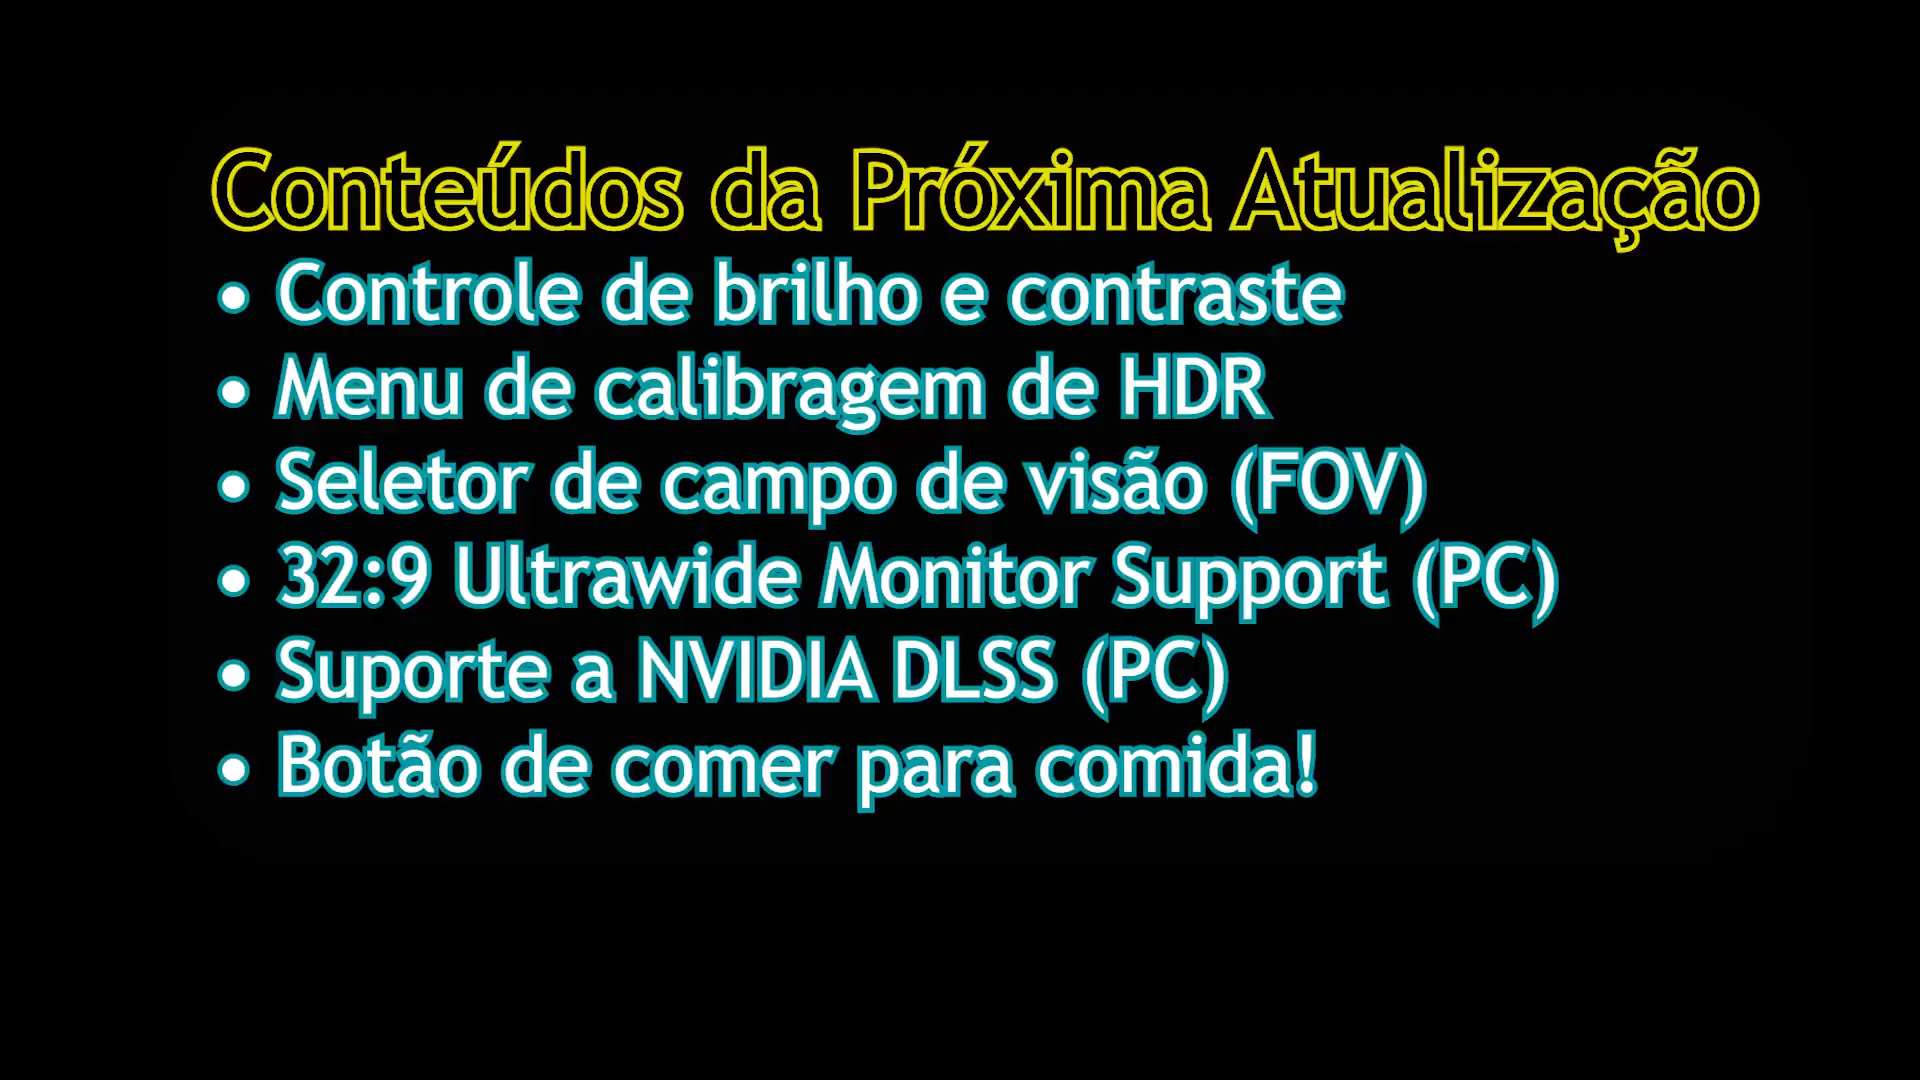 Conteúdos da Próxima Atualização
• Controle de brilho e contraste
• Menu de calibragem de HDR
• Seletor de campo de visão (FOV)
• 32:9 Ultrawide Monitor Support (PC)
• Suporte a NVIDIA DLSS (PC)
• Botão de comer para comida!